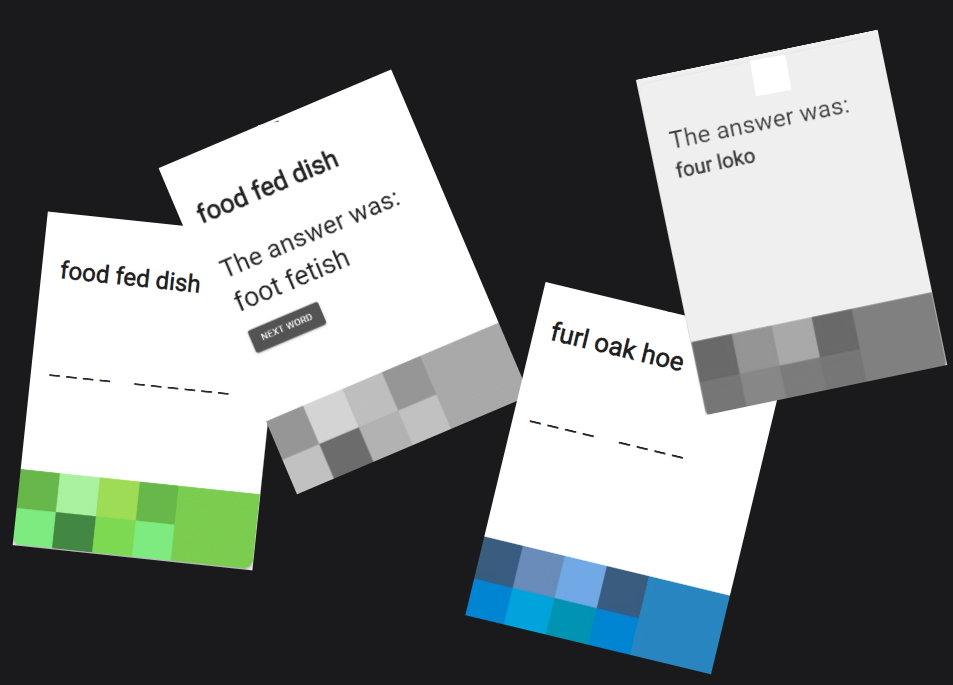 food fed dish
_ _ _ _  _ _ _ _ _ _
food fed dish
The answer was:
foot fetish
NEXT WORD
furl oak hoe
_ _ _ _  _ _ _ _
The answer was:
four loko